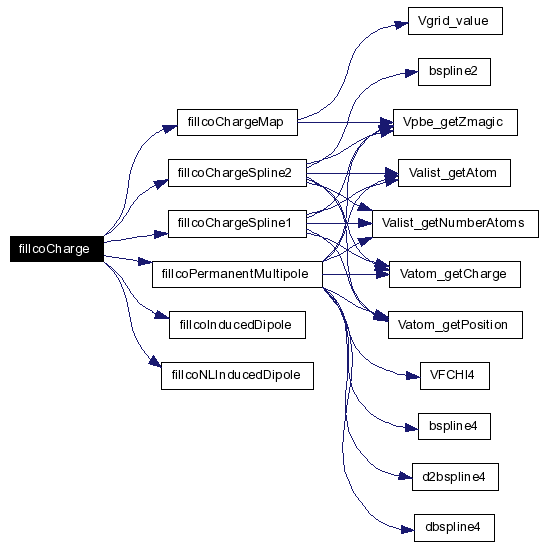 fillcoCharge
fillcoChargeMap
fillcoChargeSpline2
fillcoChargeSpline1
fillcoPermanentMultipole
fillcoInducedDipole
fillcoNLInducedDipole
Vgrid_value
bspline2
Vpbe_getZmagic
Valist_getAtom
Valist_getNumberAtoms
Vatom_getCharge
Vatom_getPosition
VFCHI4
bspline4
d2bspline4
dbspline4